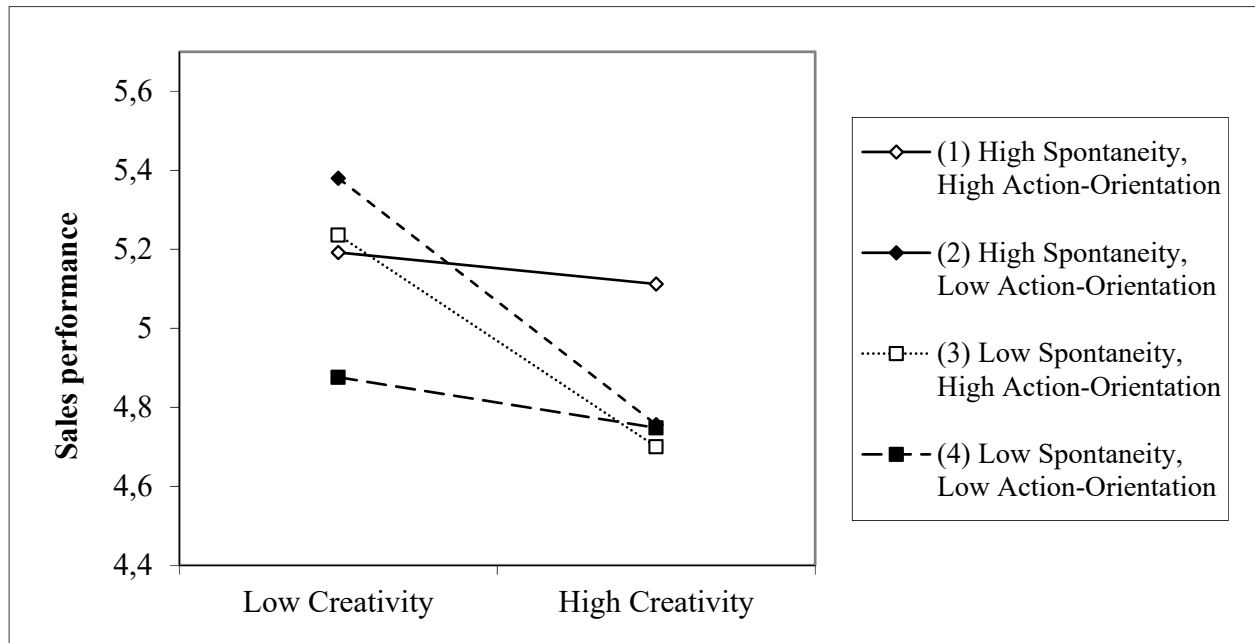 5,6
5,4
5,2
5
4,8
4,6
4,4
Sales performance
Low Creativity
High Creativity
(1) High Spontaneity,
High Action-Orientation
(2) High Spontaneity,
Low Action-Orientation
(3) Low Spontaneity,
High Action-Orientation
(4) Low Spontaneity,
Low Action-Orientation